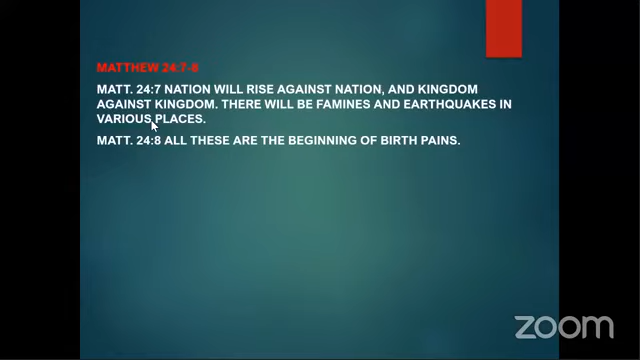 MATTHEW 24:7-8
MATT. 24:7 NATION WILL RISE AGAINST NATION, AND KINGDOM
AGAINST KINGDOM. THERE WILL BE FAMINES AND EARTHQUAKES IN
VARIOUS PLACES.
MATT. 24:8 ALL THESE ARE THE BEGINNING OF BIRTH PAINS.
zoom